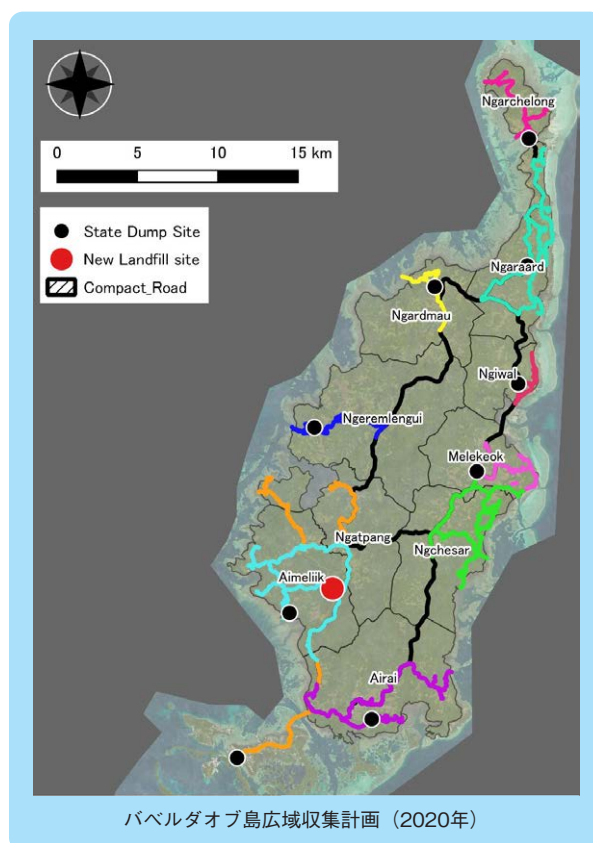 Ngarchelong
0 5 10 15 km
State Dump Site
New Landfill site
Compact_Road
Ngaraard
Ngardmau
Ngiwal
Ngeremlengui
Melekeok
Ngatpang
Ngchesar
Aimeliik
Airai
バベルダオブ島広域収集計画（2020年）